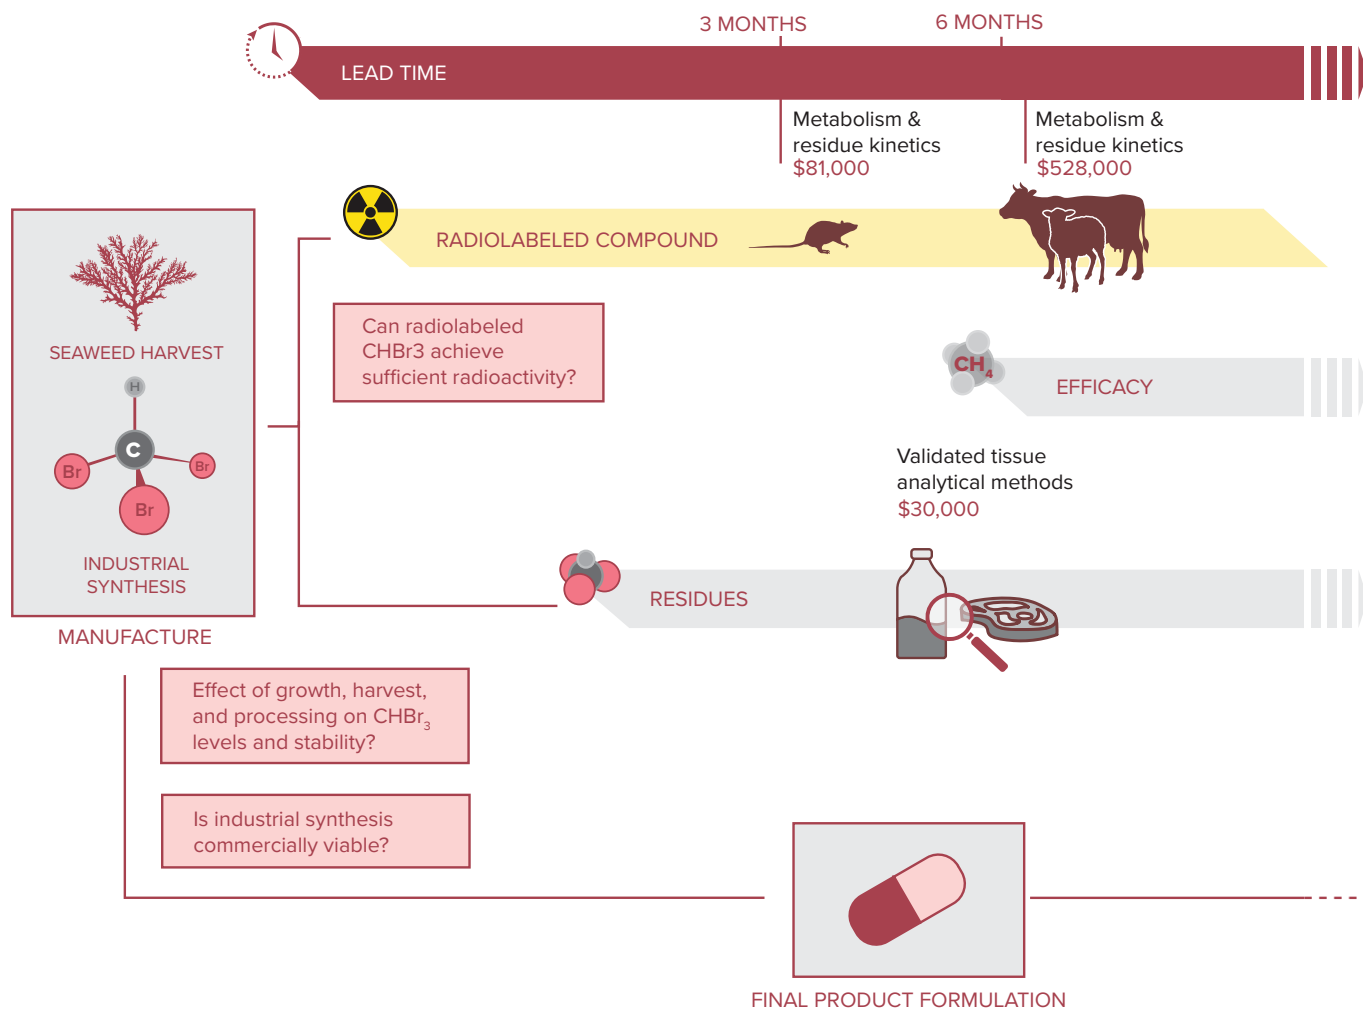 3 MONTHS
6 MONTHS
LEAD TIME
Metabolism &
residue kinetics
$81,000
Metabolism &
residue kinetics
$528,000
RADIOLABELED COMPOUND
SEAWEED HARVEST
H
C
Br
Br
Br
INDUSTRIAL
SYNTHESIS
MANUFACTURE
Can radiolabeled
CHBr3 achieve
sufficient radioactivity?
CH4
EFFICACY
Validated tissue
analytical methods
$30,000
RESIDUES
Effect of growth, harvest,
and processing on CHBr3
levels and stability?
Is industrial synthesis
commercially viable?
FINAL PRODUCT FORMULATION